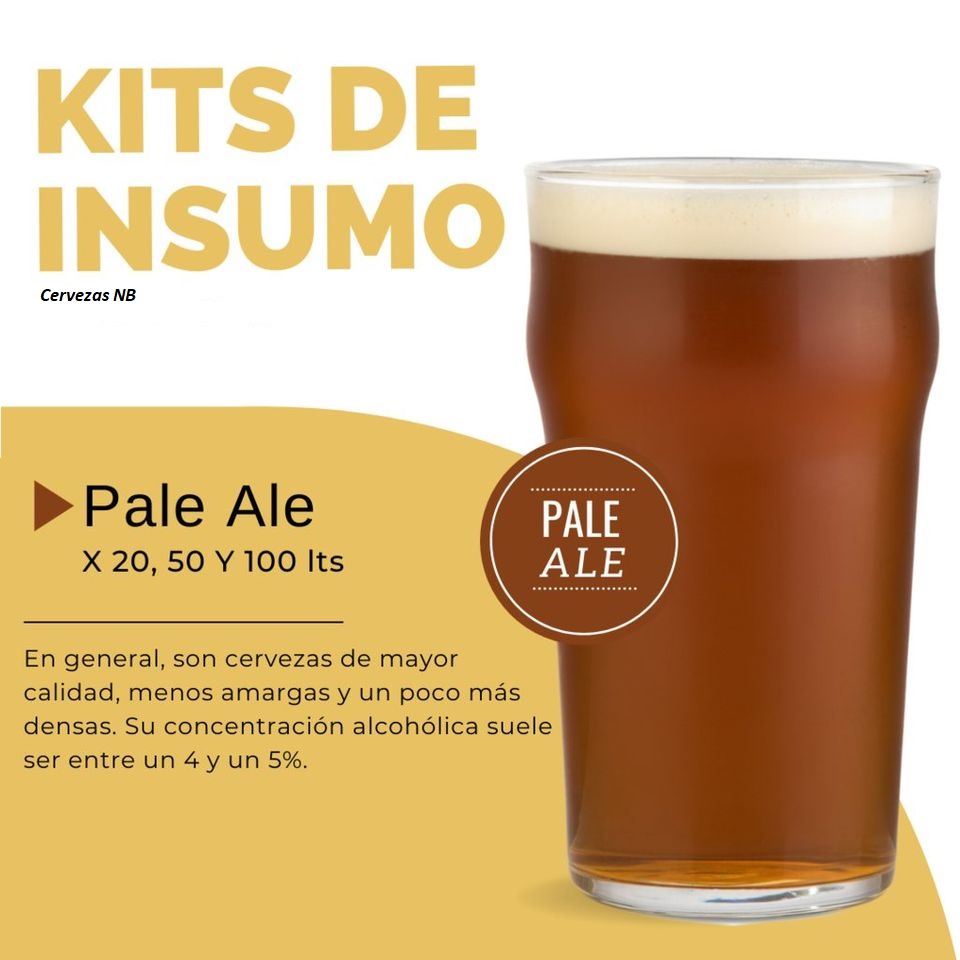 KITS DE
INSUMO
Cervezas NB
Pale Ale
X 20, 50 Y 100 lts
PALE
ALE
En general, son cervezas de mayor
calidad, menos amargas y un poco más
densas. Su concentración alcohólica suele
ser entre un 4 y un 5%.